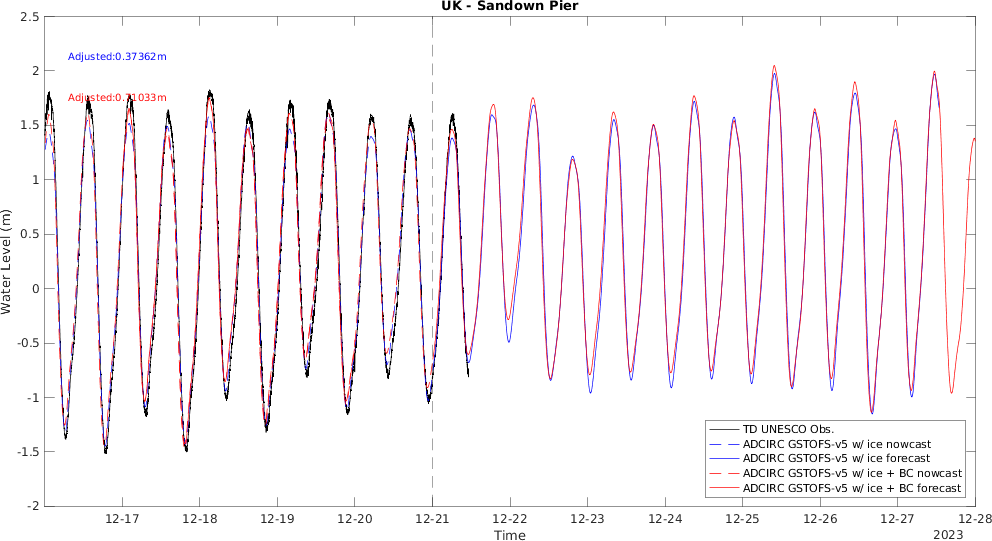 UK - Sandown Pier
2.5
2
1.5
1
0.5
0
-0.5
-1
-1.5
-2
Water Level (m)
Adjusted:0.37362m
Adjusted:0.71033m
TD UNESCO Obs.
ADCIRC GSTOFS-v5 w/ ice nowcast
ADCIRC GSTOFS-v5 w/ ice forecast
ADCIRC GSTOFS-v5 w/ ice + BC nowcast
ADCIRC GSTOFS-v5 w/ ice + BC forecast
12-17 12-18 12-19 12-20 12-21 12-22 12-23 12-24 12-25 12-26 12-27 12-28
Time
2023